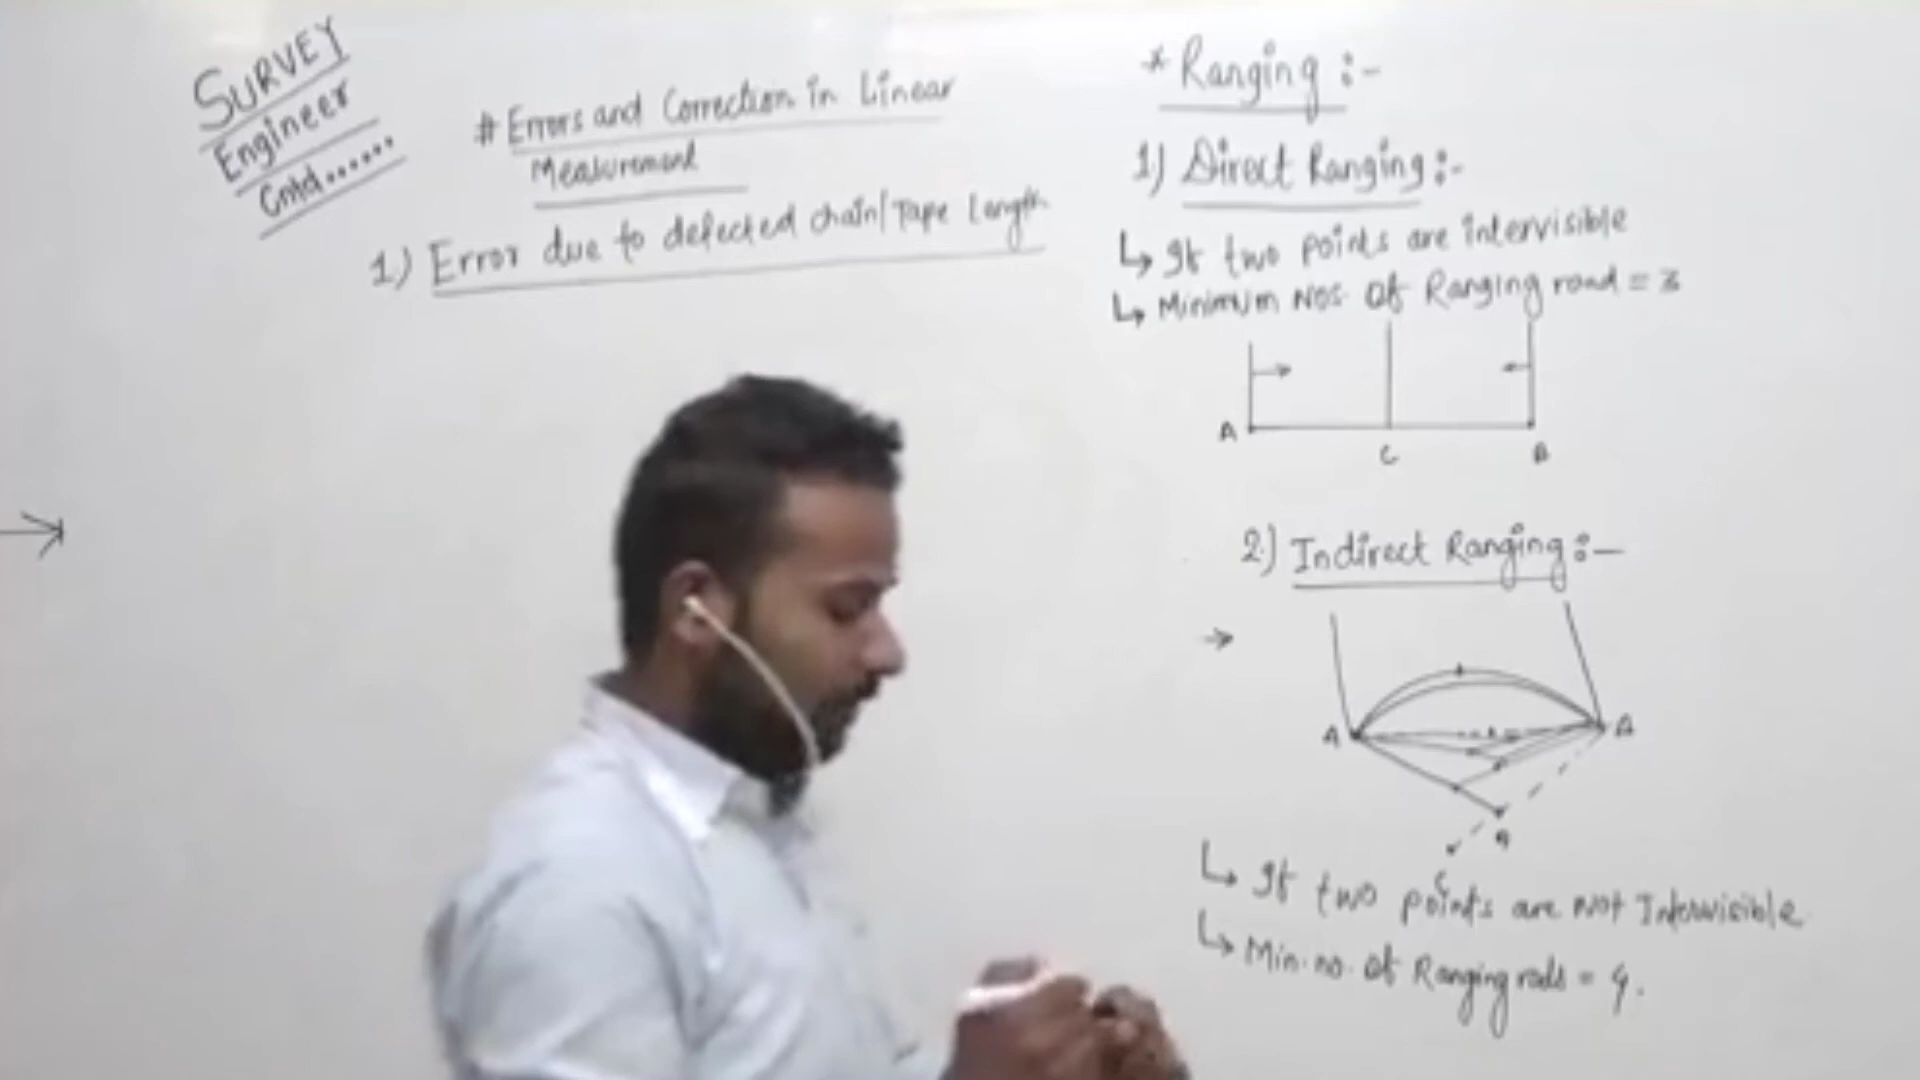 SURVEY
Engineer
Cntd......
# Errors and Correction in Linear
Measurement
1) Error due to defected chain/Tape Length
* Ranging :-
1) Direct Ranging :-
↳ If two points are intervisible
↳ Minimum Nos. of Ranging road = 3
A
C
B
2) Indirect Ranging :-
→
A
B
↳ If two points are not Intervisible
↳ Min. no. of Ranging rods = 4.